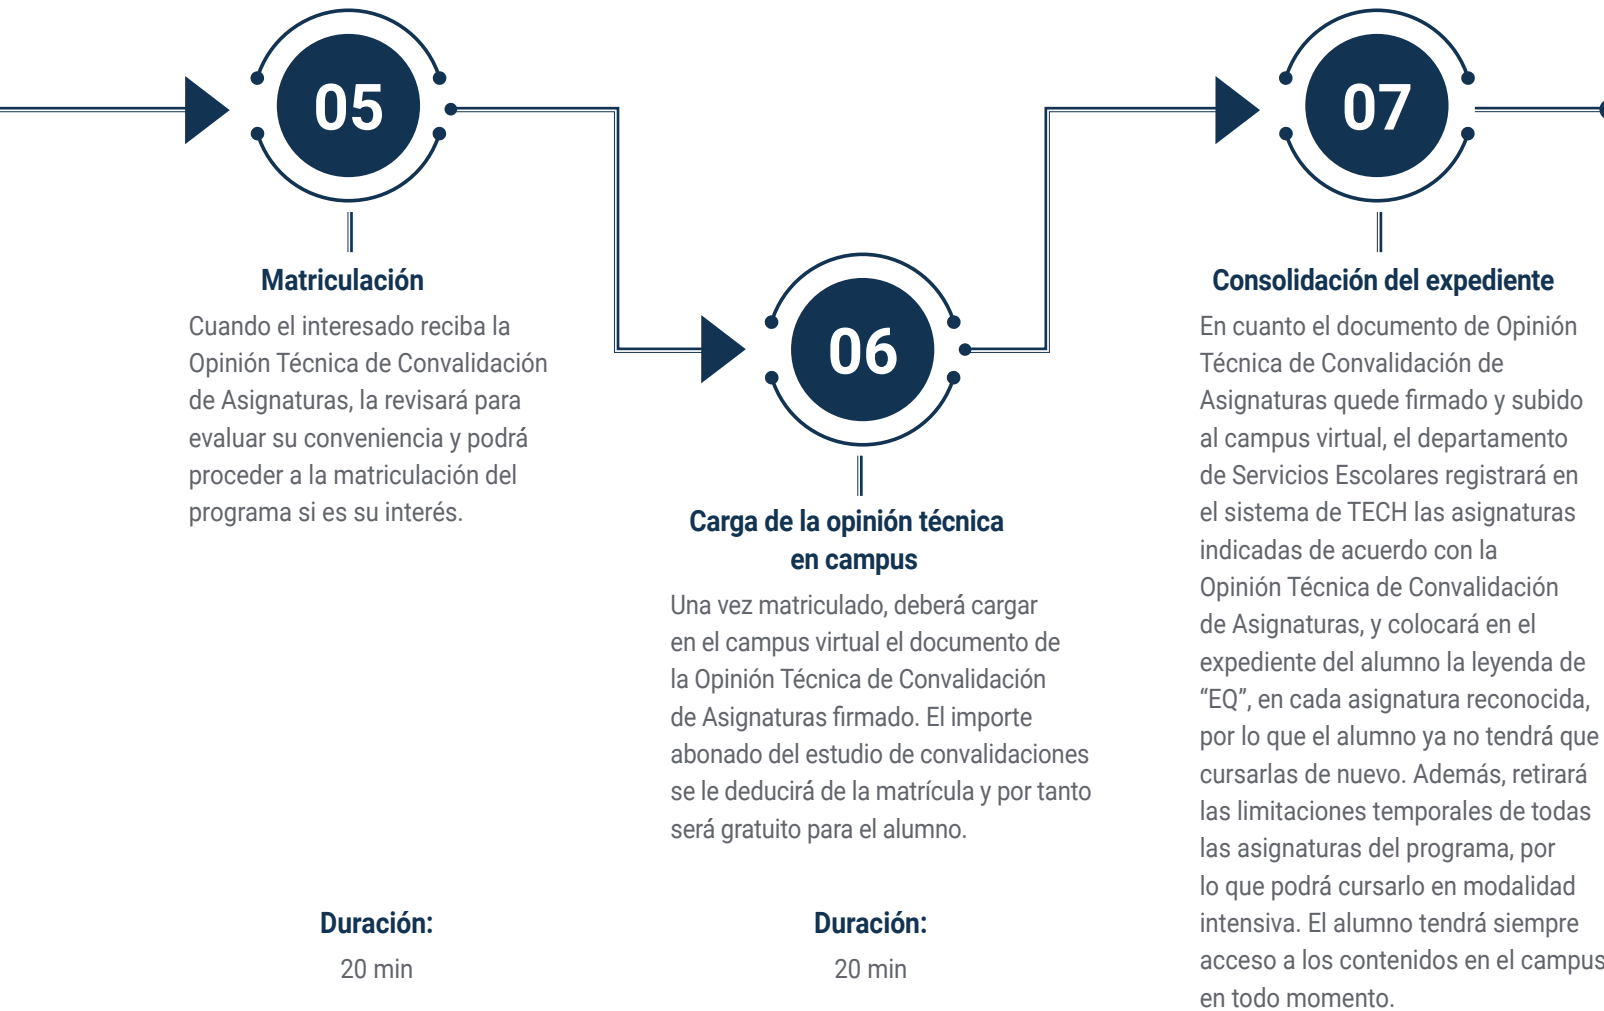 05
Matriculación
Cuando el interesado reciba la
Opinión Técnica de Convalidación
de Asignaturas, la revisará para
evaluar su conveniencia y podrá
proceder a la matriculación del
programa si es su interés.
Duración:
20 min
06
Carga de la opinión técnica
en campus
Una vez matriculado, deberá cargar
en el campus virtual el documento de
la Opinión Técnica de Convalidación
de Asignaturas firmado. El importe
abonado del estudio de convalidaciones
se le deducirá de la matrícula y por tanto
será gratuito para el alumno.
Duración:
20 min
07
Consolidación del expediente
En cuanto el documento de Opinión
Técnica de Convalidación de
Asignaturas quede firmado y subido
al campus virtual, el departamento
de Servicios Escolares registrará en
el sistema de TECH las asignaturas
indicadas de acuerdo con la
Opinión Técnica de Convalidación
de Asignaturas, y colocará en el
expediente del alumno la leyenda de
“EQ”, en cada asignatura reconocida,
por lo que el alumno ya no tendrá que
cursarlas de nuevo. Además, retirará
las limitaciones temporales de todas
las asignaturas del programa, por
lo que podrá cursarlo en modalidad
intensiva. El alumno tendrá siempre
acceso a los contenidos en el campus
en todo momento.